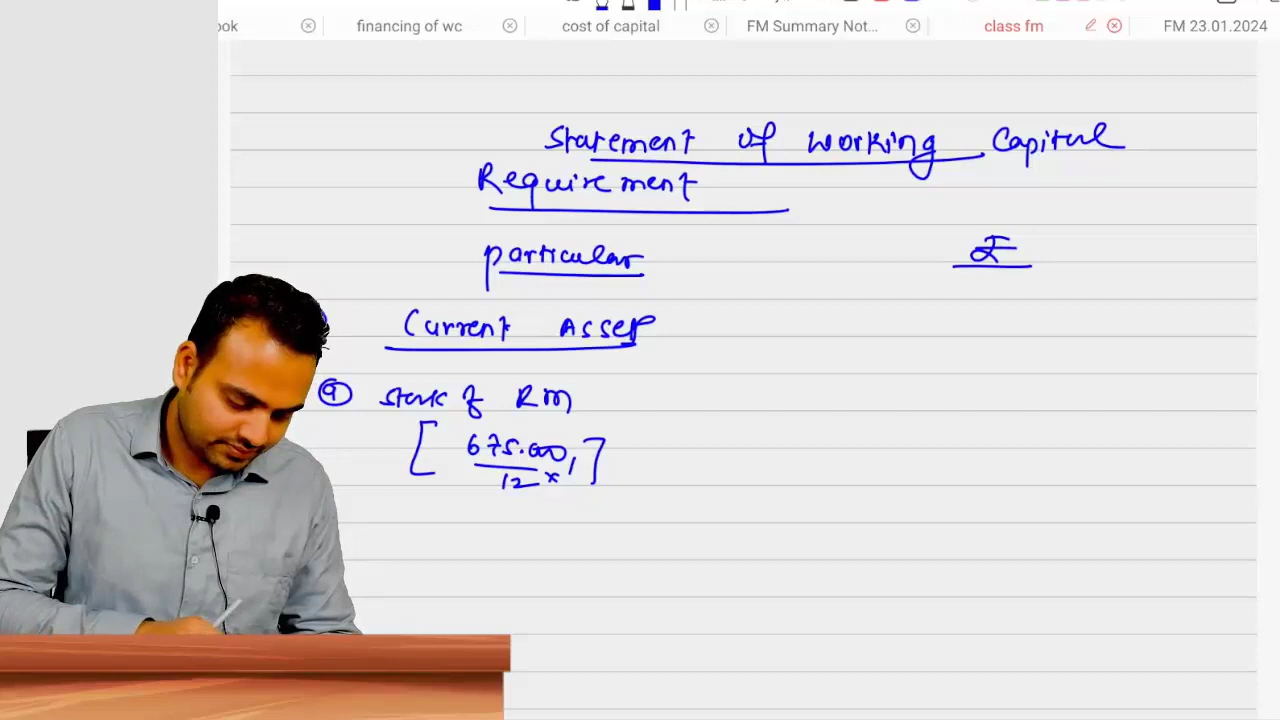 ook financing of wc cost of capital FM Summary Not... class fm FM 23.01.2024
Statement of Working Capital
Requirement
Particular ₹
Current Asset
(a) Stock of RM
[ 675.000 / 12 × 1 ]